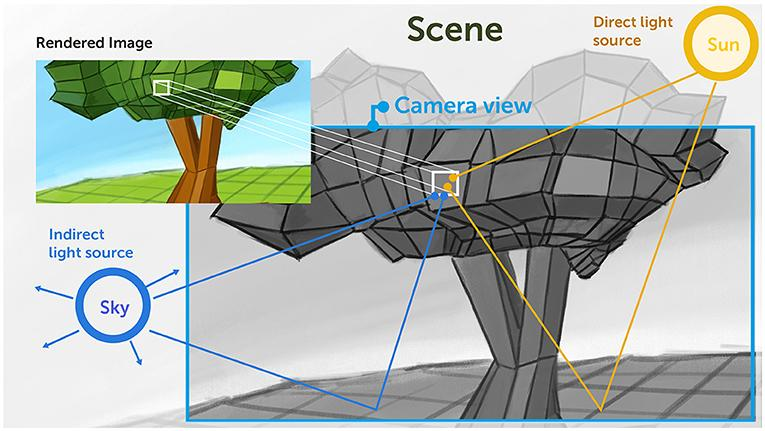 Scene
Direct light
source
Sun
Rendered Image
Camera view
Indirect
light source
Sky